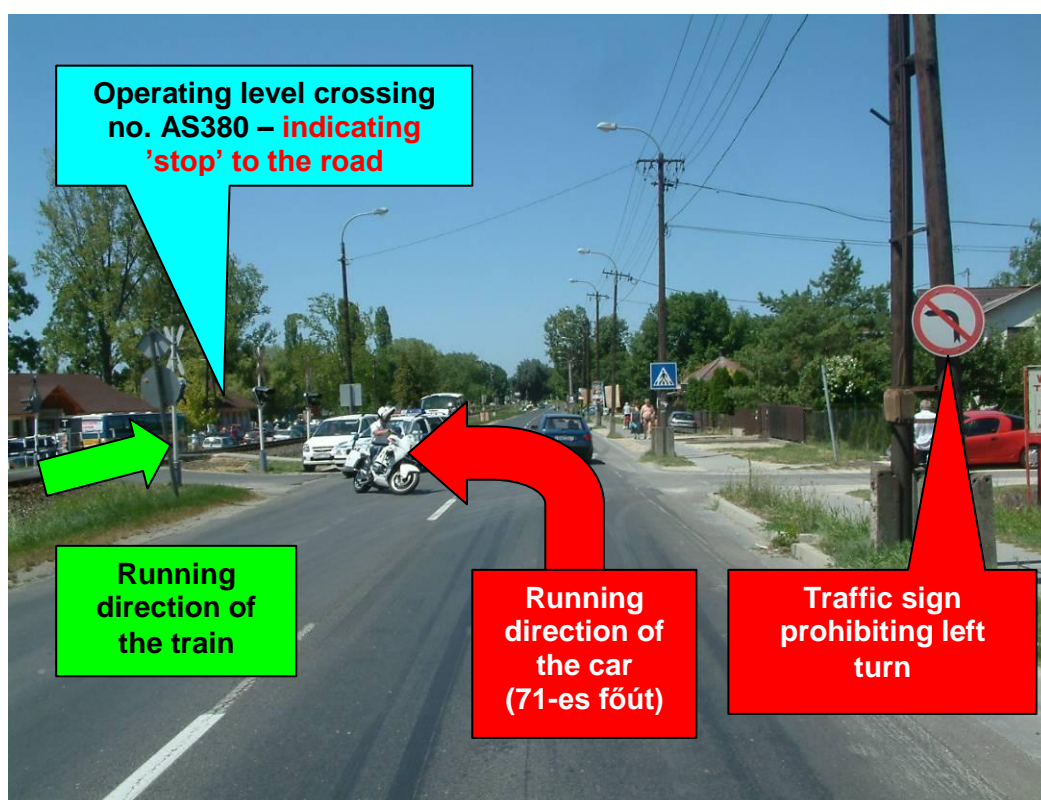 Operating level crossing
no. AS380 – indicating
’stop’ to the road
Running
direction of
the train
Running
direction of
the car
(71-es főút)
Traffic sign
prohibiting left
turn